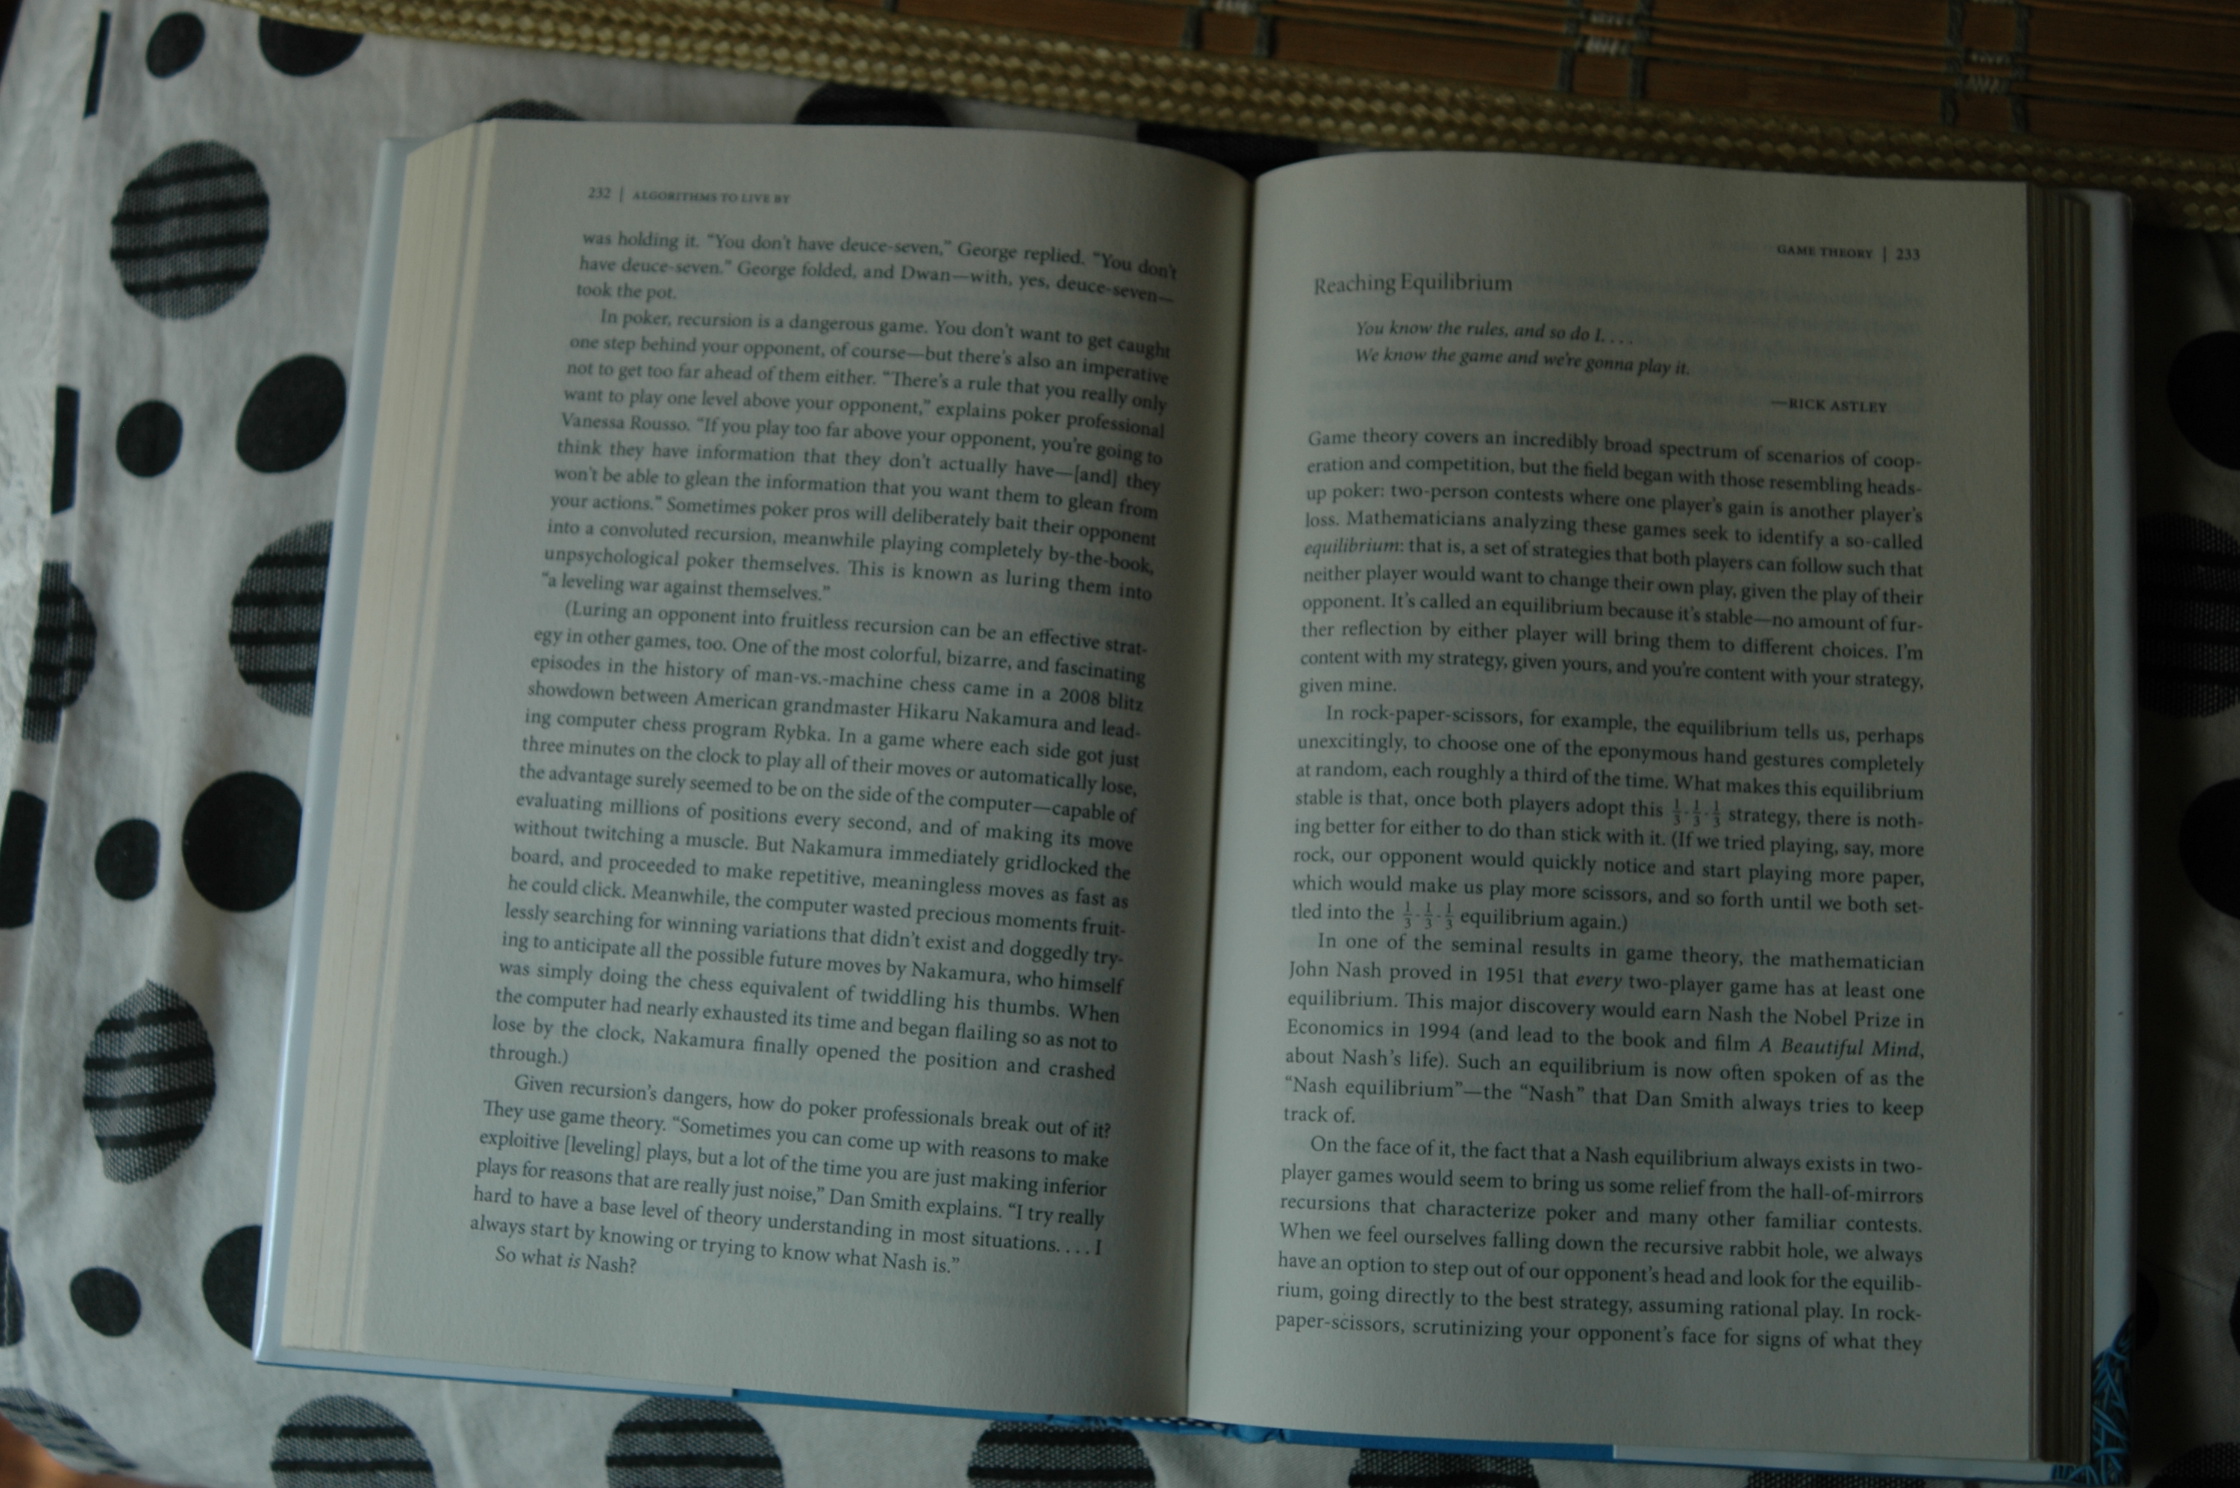 232 | ALGORITHMS TO LIVE BY
was holding it. “You don’t have deuce-seven,” George replied. “You don’t
have deuce-seven.” George folded, and Dwan—with, yes, deuce-seven—
took the pot.
In poker, recursion is a dangerous game. You don’t want to get caught
one step behind your opponent, of course—but there’s also an imperative
not to get too far ahead of them either. “There’s a rule that you really only
want to play one level above your opponent,” explains poker professional
Vanessa Rousso. “If you play too far above your opponent, you’re going to
think they have information that they don’t actually have—[and] they
won’t be able to glean the information that you want them to glean from
your actions.” Sometimes poker pros will deliberately bait their opponent
into a convoluted recursion, meanwhile playing completely by-the-book,
unpsychological poker themselves. This is known as luring them into
“a leveling war against themselves.”
(Luring an opponent into fruitless recursion can be an effective strat-
egy in other games, too. One of the most colorful, bizarre, and fascinating
episodes in the history of man-vs.-machine chess came in a 2008 blitz
showdown between American grandmaster Hikaru Nakamura and lead-
ing computer chess program Rybka. In a game where each side got just
three minutes on the clock to play all of their moves or automatically lose,
the advantage surely seemed to be on the side of the computer—capable of
evaluating millions of positions every second, and of making its move
without twitching a muscle. But Nakamura immediately gridlocked the
board, and proceeded to make repetitive, meaningless moves as fast as
he could click. Meanwhile, the computer wasted precious moments fruit-
lessly searching for winning variations that didn’t exist and doggedly try-
ing to anticipate all the possible future moves by Nakamura, who himself
was simply doing the chess equivalent of twiddling his thumbs. When
the computer had nearly exhausted its time and began flailing so as not to
lose by the clock, Nakamura finally opened the position and crashed
through.)
Given recursion’s dangers, how do poker professionals break out of it?
They use game theory. “Sometimes you can come up with reasons to make
exploitive [leveling] plays, but a lot of the time you are just making inferior
plays for reasons that are really just noise,” Dan Smith explains. “I try really
hard to have a base level of theory understanding in most situations. . . . I
always start by knowing or trying to know what Nash is.”
So what is Nash?
GAME THEORY | 233
Reaching Equilibrium
You know the rules, and so do I. . . .
We know the game and we’re gonna play it.
—RICK ASTLEY
Game theory covers an incredibly broad spectrum of scenarios of coop-
eration and competition, but the field began with those resembling heads-
up poker: two-person contests where one player’s gain is another player’s
loss. Mathematicians analyzing these games seek to identify a so-called
equilibrium: that is, a set of strategies that both players can follow such that
neither player would want to change their own play, given the play of their
opponent. It’s called an equilibrium because it’s stable—no amount of fur-
ther reflection by either player will bring them to different choices. I’m
content with my strategy, given yours, and you’re content with your strategy,
given mine.
In rock-paper-scissors, for example, the equilibrium tells us, perhaps
unexcitingly, to choose one of the eponymous hand gestures completely
at random, each roughly a third of the time. What makes this equilibrium
stable is that, once both players adopt this 1/3-1/3-1/3 strategy, there is noth-
ing better for either to do than stick with it. (If we tried playing, say, more
rock, our opponent would quickly notice and start playing more paper,
which would make us play more scissors, and so forth until we both set-
tled into the 1/3-1/3-1/3 equilibrium again.)
In one of the seminal results in game theory, the mathematician
John Nash proved in 1951 that every two-player game has at least one
equilibrium. This major discovery would earn Nash the Nobel Prize in
Economics in 1994 (and lead to the book and film A Beautiful Mind,
about Nash’s life). Such an equilibrium is now often spoken of as the
“Nash equilibrium”—the “Nash” that Dan Smith always tries to keep
track of.
On the face of it, the fact that a Nash equilibrium always exists in two-
player games would seem to bring us some relief from the hall-of-mirrors
recursions that characterize poker and many other familiar contests.
When we feel ourselves falling down the recursive rabbit hole, we always
have an option to step out of our opponent’s head and look for the equilib-
rium, going directly to the best strategy, assuming rational play. In rock-
paper-scissors, scrutinizing your opponent’s face for signs of what they